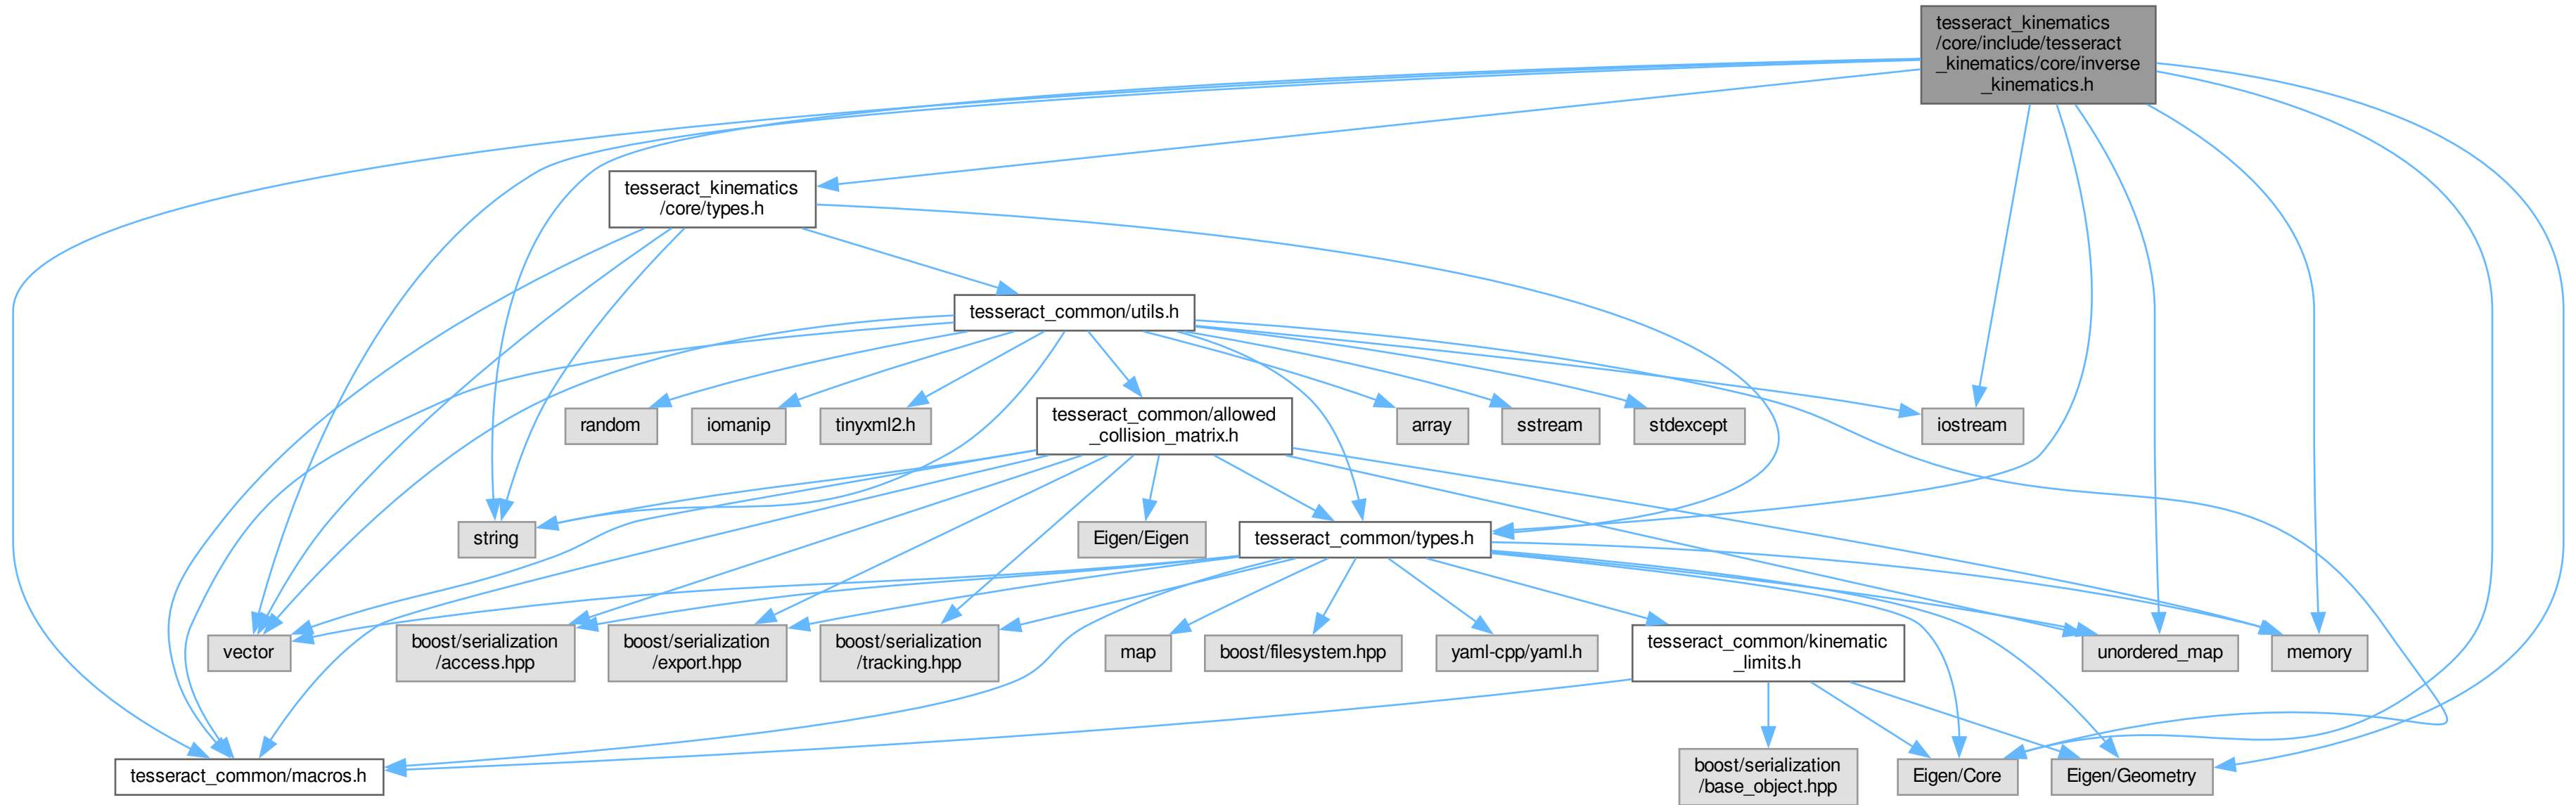 tesseract_kinematics
/core/include/tesseract
_kinematics/core/inverse
_kinematics.h
tesseract_kinematics
/core/types.h
tesseract_common/utils.h
random
iomanip
tinyxml2.h
tesseract_common/allowed
_collision_matrix.h
array
sstream
stdexcept
iostream
string
Eigen/Eigen
tesseract_common/types.h
vector
boost/serialization
/access.hpp
boost/serialization
/export.hpp
boost/serialization
/tracking.hpp
map
boost/filesystem.hpp
yaml-cpp/yaml.h
tesseract_common/kinematic
_limits.h
unordered_map
memory
tesseract_common/macros.h
boost/serialization
/base_object.hpp
Eigen/Core
Eigen/Geometry